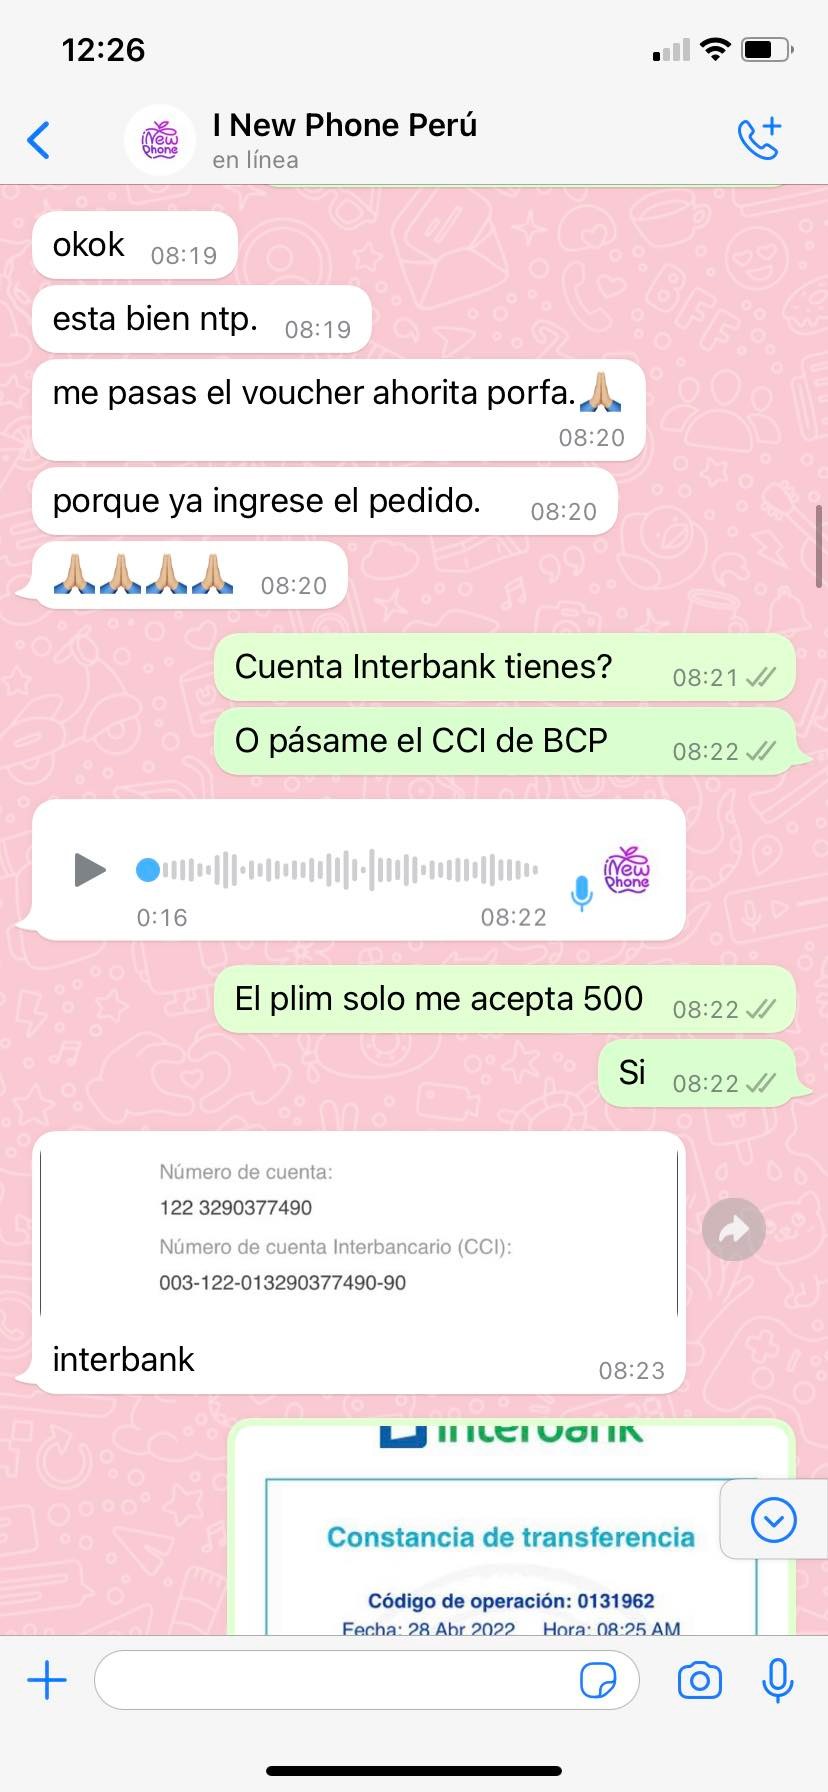 12:26
I New Phone Perú
en línea
okok 08:19
esta bien ntp. 08:19
me pasas el voucher ahorita porfa.🙏🏼
08:20
porque ya ingrese el pedido. 08:20
🙏🏼🙏🏼🙏🏼🙏🏼 08:20
Cuenta Interbank tienes? 08:21
O pásame el CCI de BCP 08:22
0:16 08:22
El plim solo me acepta 500 08:22
Si 08:22
Número de cuenta:
122 3290377490
Número de cuenta Interbancario (CCI):
003-122-013290377490-90
interbank 08:23
Interbank
Constancia de transferencia
Código de operación: 0131962
Fecha: 28 Abr 2022 Hora: 08:25 AM